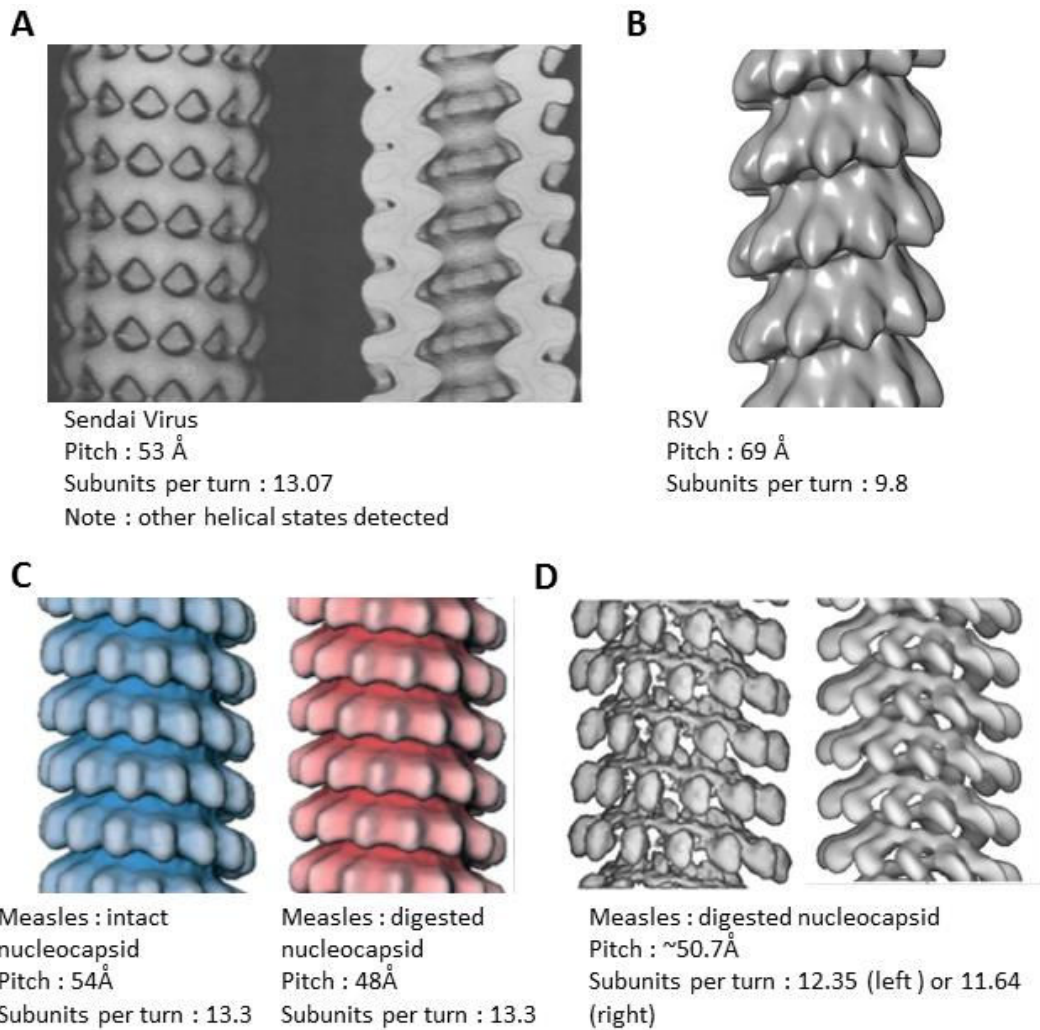 A
B
Sendai Virus
Pitch : 53 Å
Subunits per turn : 13.07
Note : other helical states detected
RSV
Pitch : 69 Å
Subunits per turn : 9.8
C
D
Measles : intact
nucleocapsid
Pitch : 54Å
Subunits per turn : 13.3
Measles : digested
nucleocapsid
Pitch : 48Å
Subunits per turn : 13.3
Measles : digested nucleocapsid
Pitch : ~50.7Å
Subunits per turn : 12.35 (left ) or 11.64
(right)